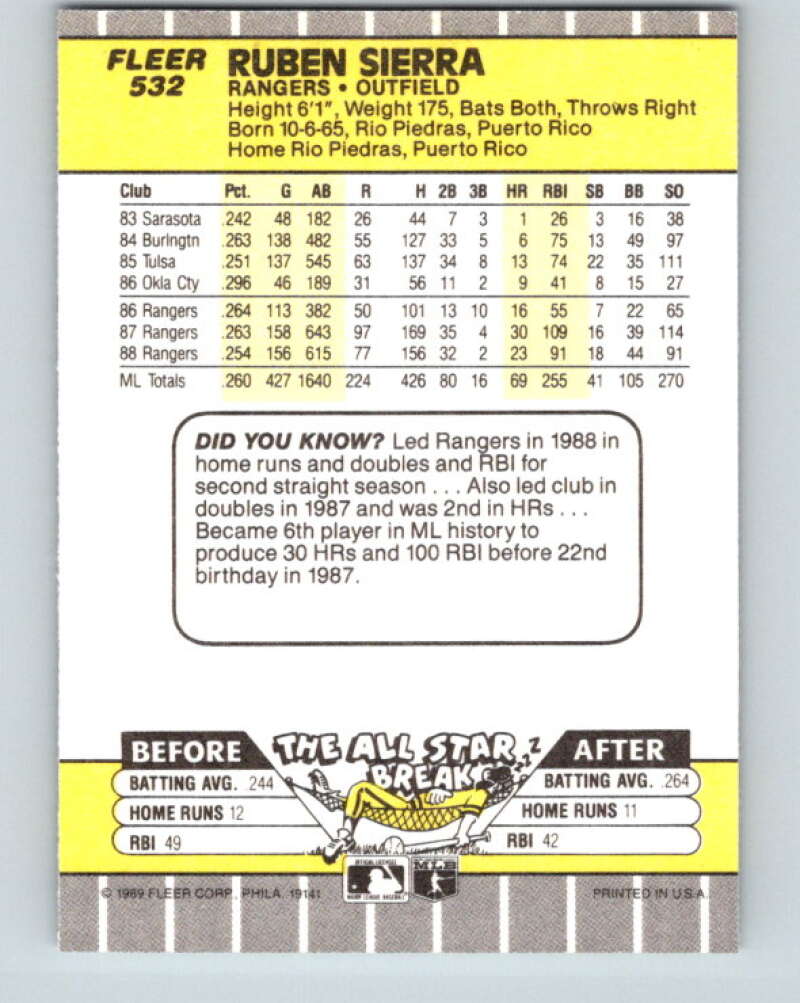 FLEER
532
RUBEN SIERRA
RANGERS • OUTFIELD
Height 6'1", Weight 175, Bats Both, Throws Right
Born 10-6-65, Rio Piedras, Puerto Rico
Home Rio Piedras, Puerto Rico
Club Pct. G AB R H 2B 3B HR RBI SB BB SO
83 Sarasota .242 48 182 26 44 7 3 1 26 3 16 38
84 Burlngtn .263 138 482 55 127 33 5 6 75 13 49 97
85 Tulsa .251 137 545 63 137 34 8 13 74 22 35 111
86 Okla Cty .296 46 189 31 56 11 2 9 41 8 15 27
86 Rangers .264 113 382 50 101 13 10 16 55 7 22 65
87 Rangers .263 158 643 97 169 35 4 30 109 16 39 114
88 Rangers .254 156 615 77 156 32 2 23 91 18 44 91
ML Totals .260 427 1640 224 426 80 16 69 255 41 105 270
DID YOU KNOW? Led Rangers in 1988 in
home runs and doubles and RBI for
second straight season . . . Also led club in
doubles in 1987 and was 2nd in HRs . . .
Became 6th player in ML history to
produce 30 HRs and 100 RBI before 22nd
birthday in 1987.
BEFORE
THE ALL STAR
BREAK
ZZZ
AFTER
BATTING AVG. .244
HOME RUNS 12
RBI 49
BATTING AVG. .264
HOME RUNS 11
RBI 42
© 1989 FLEER CORP. PHILA. 19141
OFFICIAL LICENSEE
MAJOR LEAGUE BASEBALL
MLB
PRINTED IN U.S.A.